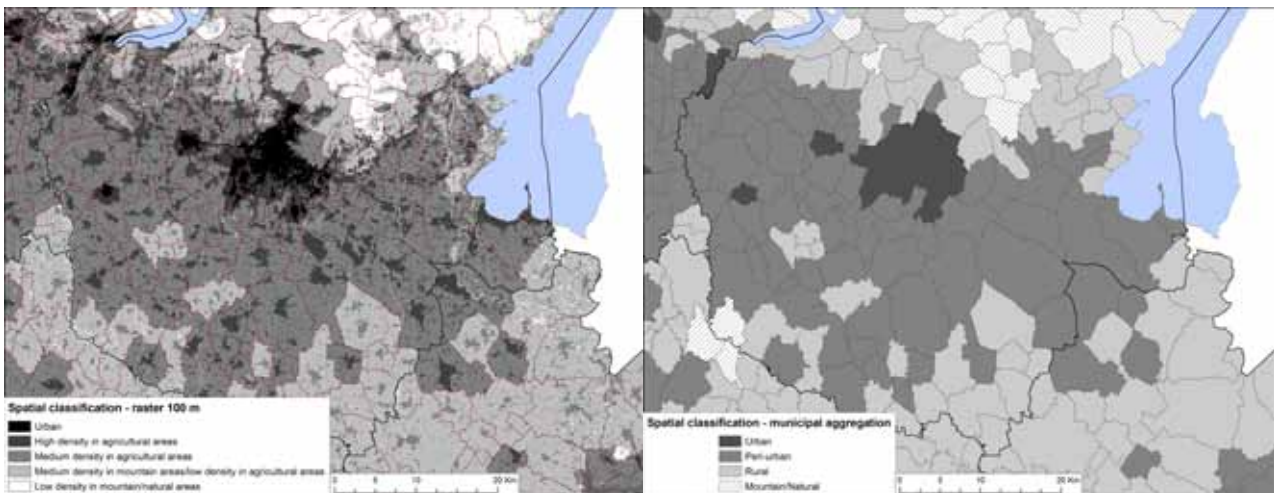 Spatial classification - raster 100 m
Urban
High density in agricultural areas
Medium density in agricultural areas
Medium density in mountain areas/low density in agricultural areas
Low density in mountain/natural areas
0 5 10 20 Km
Spatial classification - municipal aggregation
Urban
Peri-urban
Rural
Mountain/Natural
0 5 10 20 Km